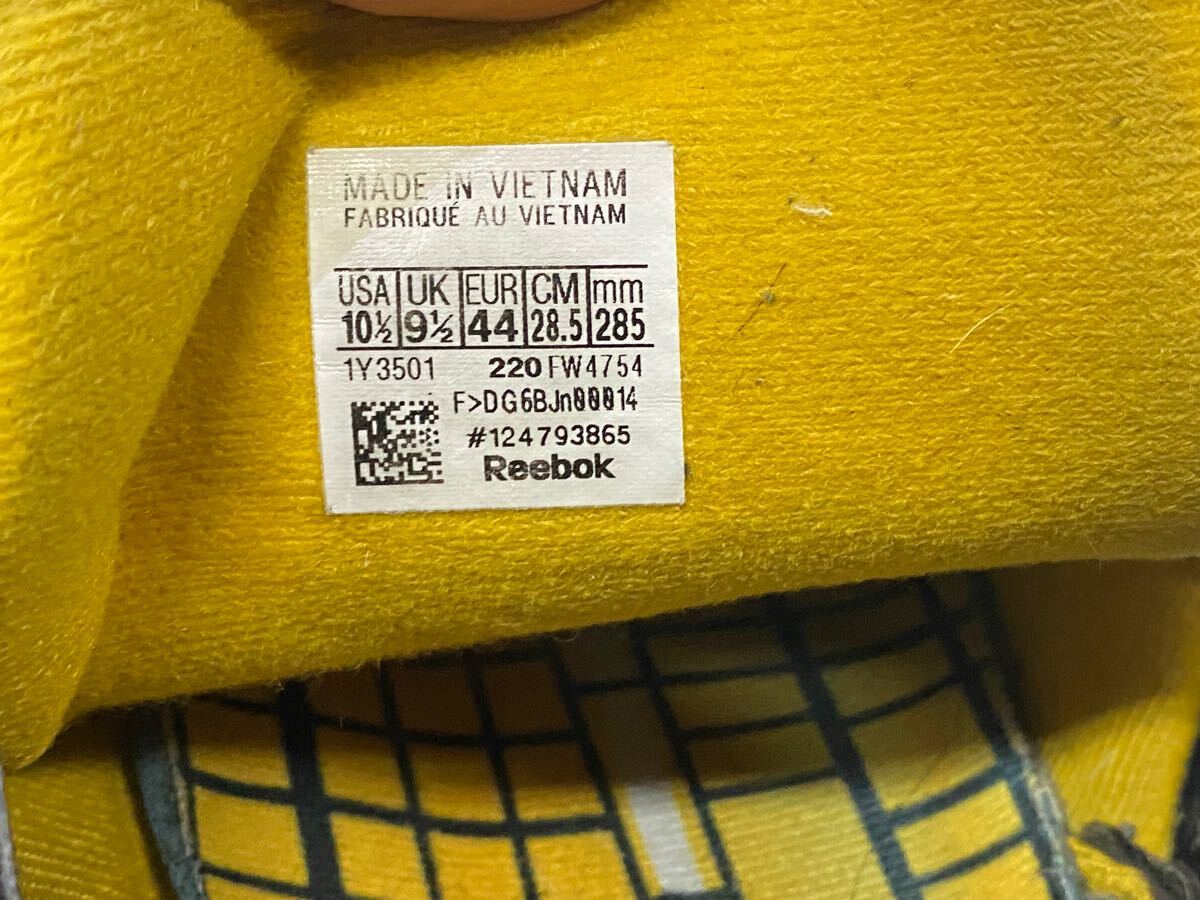 MADE IN VIETNAM
FABRIQUÉ AU VIETNAM
USA UK EUR CM mm
10½ 9½ 44 28.5 285
1Y3501 220 FW4754
F>DG6BJn00014
#124793865
Reebok